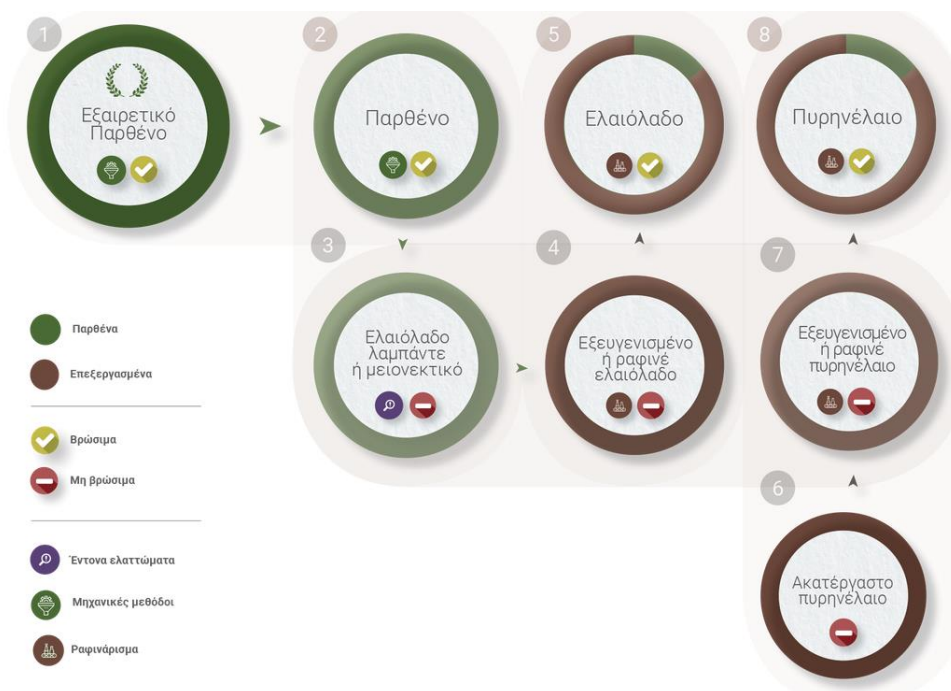 1
Εξαιρετικό
Παρθένο
2
Παρθένο
5
Ελαιόλαδο
8
Πυρηνέλαιο
3
Ελαιόλαδο
λαμπάντε
ή μειονεκτικό
4
Εξευγενισμένο
ή ραφινέ
ελαιόλαδο
7
Εξευγενισμένο
ή ραφινέ
πυρηνέλαιο
6
Ακατέργαστο
πυρηνέλαιο
Παρθένα
Επεξεργασμένα
Βρώσιμα
Μη βρώσιμα
Έντονα ελαττώματα
Μηχανικές μεθόδοι
Ραφινάρισμα